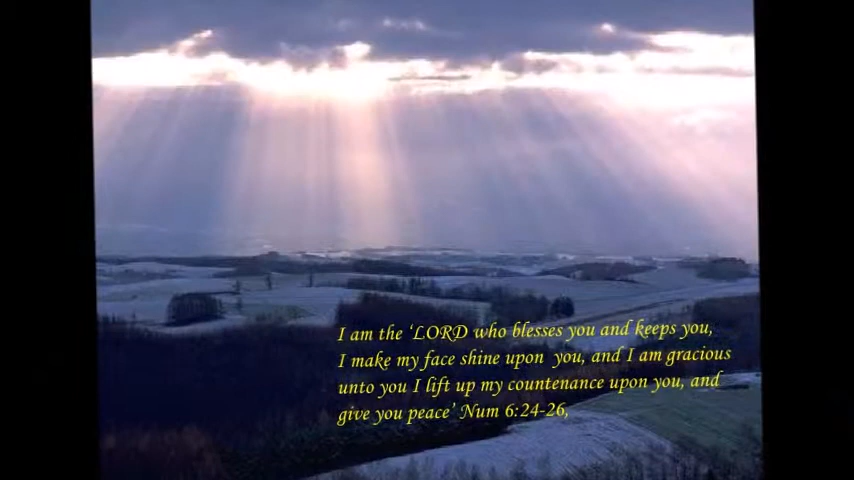 I am the ‘LORD who blesses you and keeps you,
I make my face shine upon you, and I am gracious
unto you I lift up my countenance upon you, and
give you peace’ Num 6:24-26,